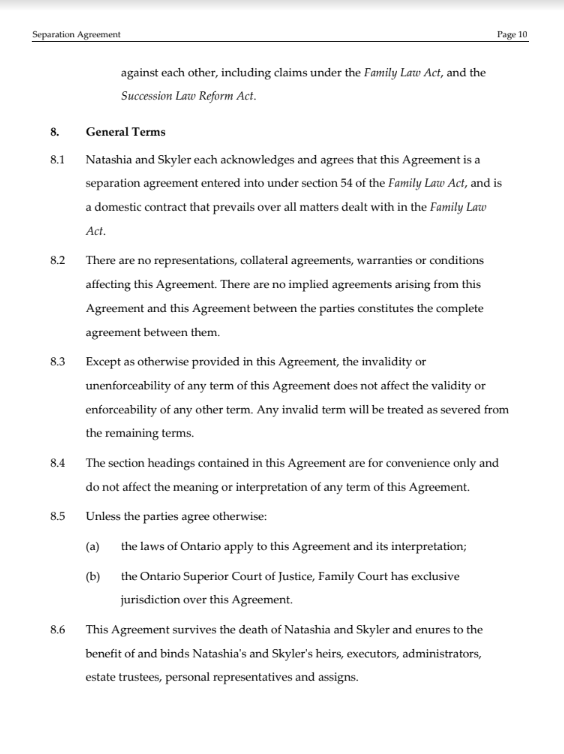 Separation Agreement Page 10
against each other, including claims under the Family Law Act, and the
Succession Law Reform Act.
8. General Terms
8.1 Natashia and Skyler each acknowledges and agrees that this Agreement is a
separation agreement entered into under section 54 of the Family Law Act, and is
a domestic contract that prevails over all matters dealt with in the Family Law
Act.
8.2 There are no representations, collateral agreements, warranties or conditions
affecting this Agreement. There are no implied agreements arising from this
Agreement and this Agreement between the parties constitutes the complete
agreement between them.
8.3 Except as otherwise provided in this Agreement, the invalidity or
unenforceability of any term of this Agreement does not affect the validity or
enforceability of any other term. Any invalid term will be treated as severed from
the remaining terms.
8.4 The section headings contained in this Agreement are for convenience only and
do not affect the meaning or interpretation of any term of this Agreement.
8.5 Unless the parties agree otherwise:
(a) the laws of Ontario apply to this Agreement and its interpretation;
(b) the Ontario Superior Court of Justice, Family Court has exclusive
jurisdiction over this Agreement.
8.6 This Agreement survives the death of Natashia and Skyler and enures to the
benefit of and binds Natashia's and Skyler's heirs, executors, administrators,
estate trustees, personal representatives and assigns.